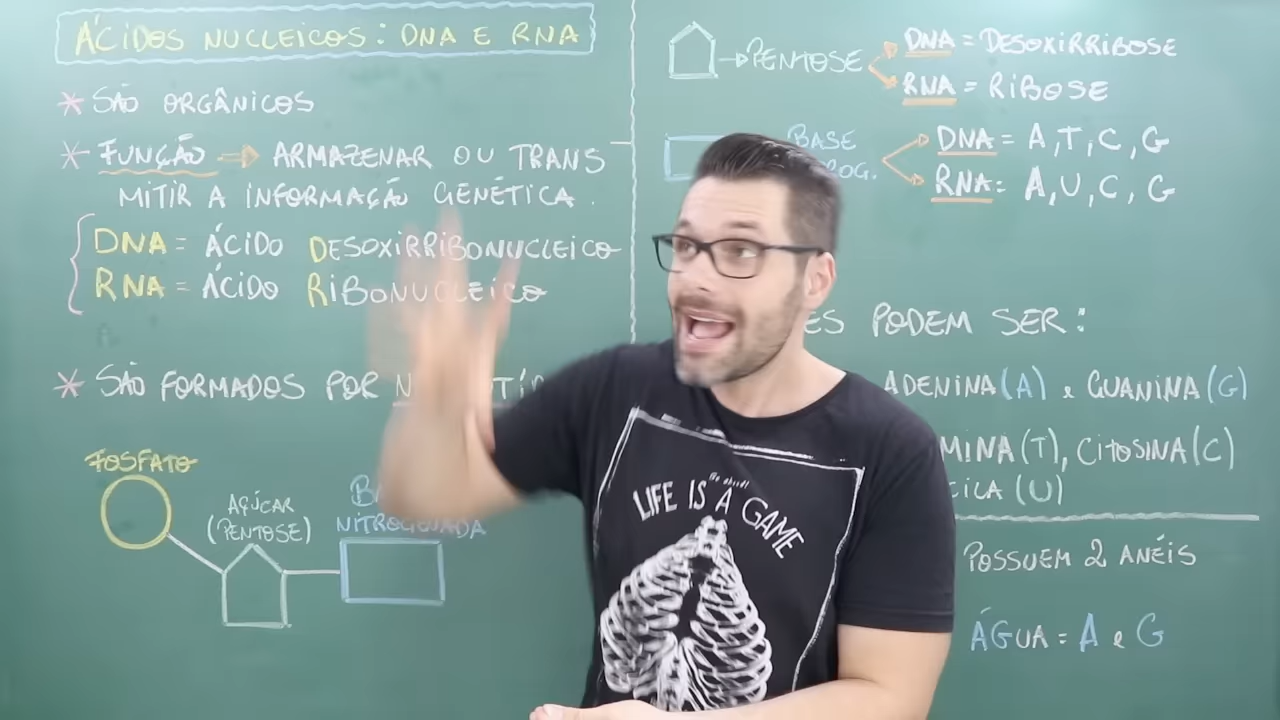 ÁCIDOS NUCLEICOS: DNA E RNA
* SÃO ORGÂNICOS
* FUNÇÃO → ARMAZENAR OU TRANS-
MITIR A INFORMAÇÃO GENÉTICA.
DNA = ÁCIDO DESOXIRRIBONUCLEICO
RNA = ÁCIDO RIBONUCLEICO
* SÃO FORMADOS POR
FOSFATO
AÇÚCAR
(PENTOSE)
NITROGENADA
→ PENTOSE
DNA = DESOXIRRIBOSE
RNA = RIBOSE
BASE
DNA = A, T, C, G
RNA = A, U, C, G
PODEM SER:
ADENINA (A) e GUANINA (G)
CITOSINA (C)
(U)
POSSUEM 2 ANÉIS
ÁGUA = A e G
LIFE IS A GAME